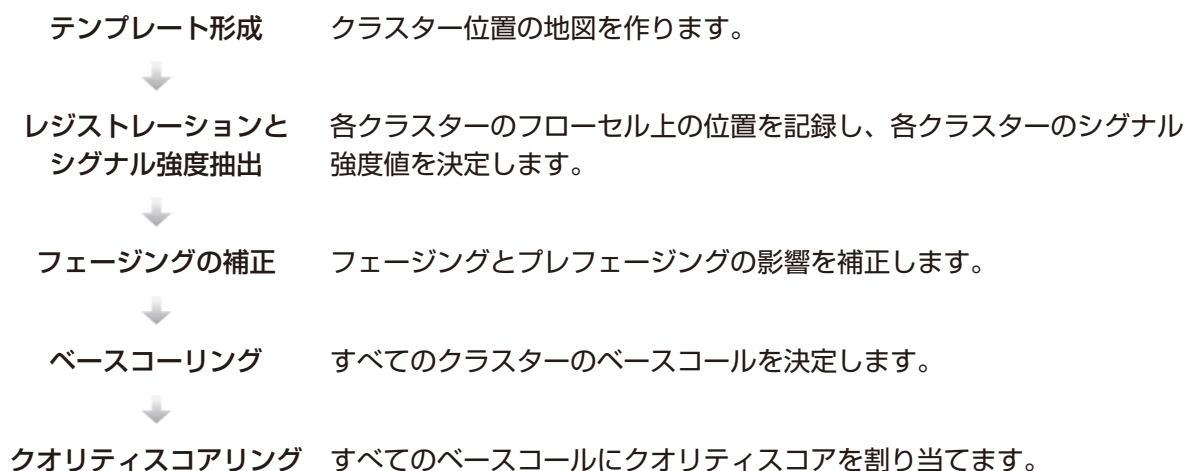 テンプレート形成
クラスター位置の地図を作ります。
レジストレーションと
シグナル強度抽出
各クラスターのフローセル上の位置を記録し、各クラスターのシグナル
強度値を決定します。
フェージングの補正
フェージングとプレフェージングの影響を補正します。
ベースコーリング
すべてのクラスターのベースコールを決定します。
クオリティスコアリング
すべてのベースコールにクオリティスコアを割り当てます。